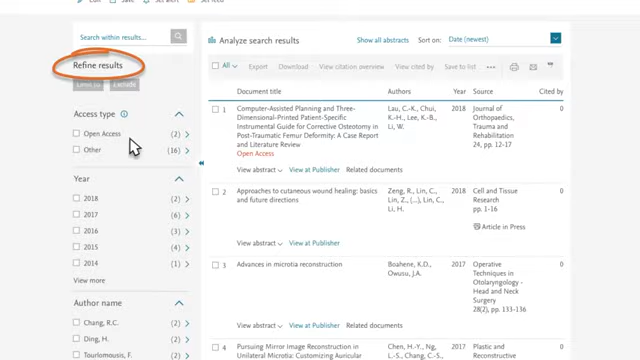 Edit Save Set alert Set feed
Search within results...
Refine results
Limit to Exclude
Access type
Open Access (2)
Other (16)
Year
2018 (2)
2017 (6)
2016 (3)
2015 (4)
2014 (1)
View more
Author name
Chang, R.C. (2)
Ding, H. (2)
Tourlomousis, F. (2)
Analyze search results Show all abstracts Sort on: Date (newest)
All Export Download View citation overview View cited by Save to list •••
Document title Authors Year Source Cited by
1 Computer-Assisted Planning and Three- Lau, C.-K., Chui, 2018 Journal of 0
Dimensional-Printed Patient-Specific K.-H., Lee, K.-B., Orthopaedics,
Instrumental Guide for Corrective Osteotomy in Li, W. Trauma and
Post-Traumatic Femur Deformity: A Case Report Rehabilitation
and Literature Review 24, pp. 12-17
Open Access
View abstract View at Publisher Related documents
2 Approaches to cutaneous wound healing: basics Zeng, R., Lin, C., 2018 Cell and Tissue 0
and future directions Lin, Z., (...), Lin, C., Research
Li, H. pp. 1-16
Article in Press
View abstract View at Publisher
3 Advances in microtia reconstruction Boahene, K.D., 2017 Operative 0
Owusu, J.A. Techniques in
Otolaryngology -
Head and Neck
Surgery
28(2), pp. 133-136
View abstract View at Publisher Related documents
4 Pursuing Mirror Image Reconstruction in Chen, H.-Y., Ng, 2017 Plastic and 0
Unilateral Microtia: Customizing Auricular L.-S., Chang, C.-S., Reconstructive